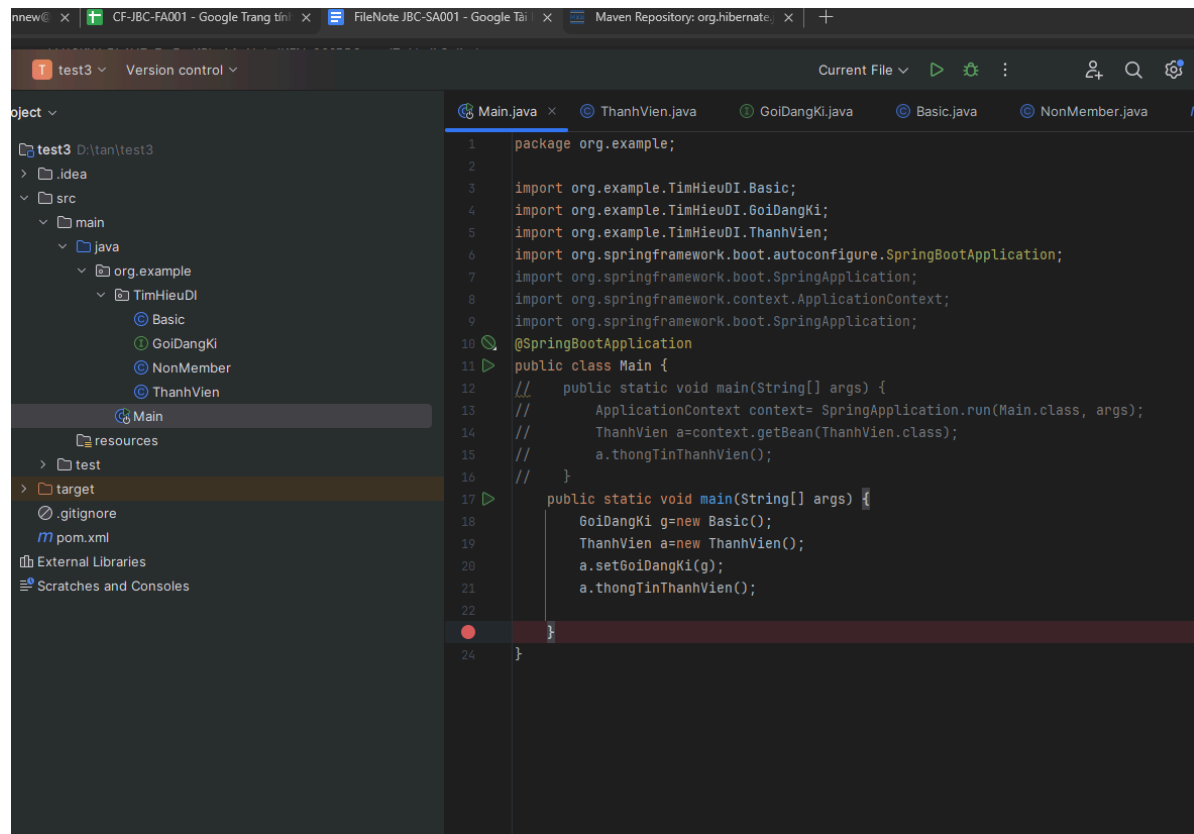 nnew@
CF-JBC-FA001 - Google Trang tính
FileNote JBC-SA001 - Google Tài l
Maven Repository: org.hibernate.j
T test3 Version control
Current File
oject
Main.java
ThanhVien.java
GoiDangKi.java
Basic.java
NonMember.java
test3 D:\tan\test3
.idea
src
main
java
org.example
TimHieuDI
Basic
GoiDangKi
NonMember
ThanhVien
Main
resources
test
target
.gitignore
m pom.xml
External Libraries
Scratches and Consoles
1 package org.example;
2
3 import org.example.TimHieuDI.Basic;
4 import org.example.TimHieuDI.GoiDangKi;
5 import org.example.TimHieuDI.ThanhVien;
6 import org.springframework.boot.autoconfigure.SpringBootApplication;
7 import org.springframework.boot.SpringApplication;
8 import org.springframework.context.ApplicationContext;
9 import org.springframework.boot.SpringApplication;
10 @SpringBootApplication
11 public class Main {
12 //    public static void main(String[] args) {
13 //        ApplicationContext context= SpringApplication.run(Main.class, args);
14 //        ThanhVien a=context.getBean(ThanhVien.class);
15 //        a.thongTinThanhVien();
16 //    }
17     public static void main(String[] args) {
18         GoiDangKi g=new Basic();
19         ThanhVien a=new ThanhVien();
20         a.setGoiDangKi(g);
21         a.thongTinThanhVien();
22
}
24 }